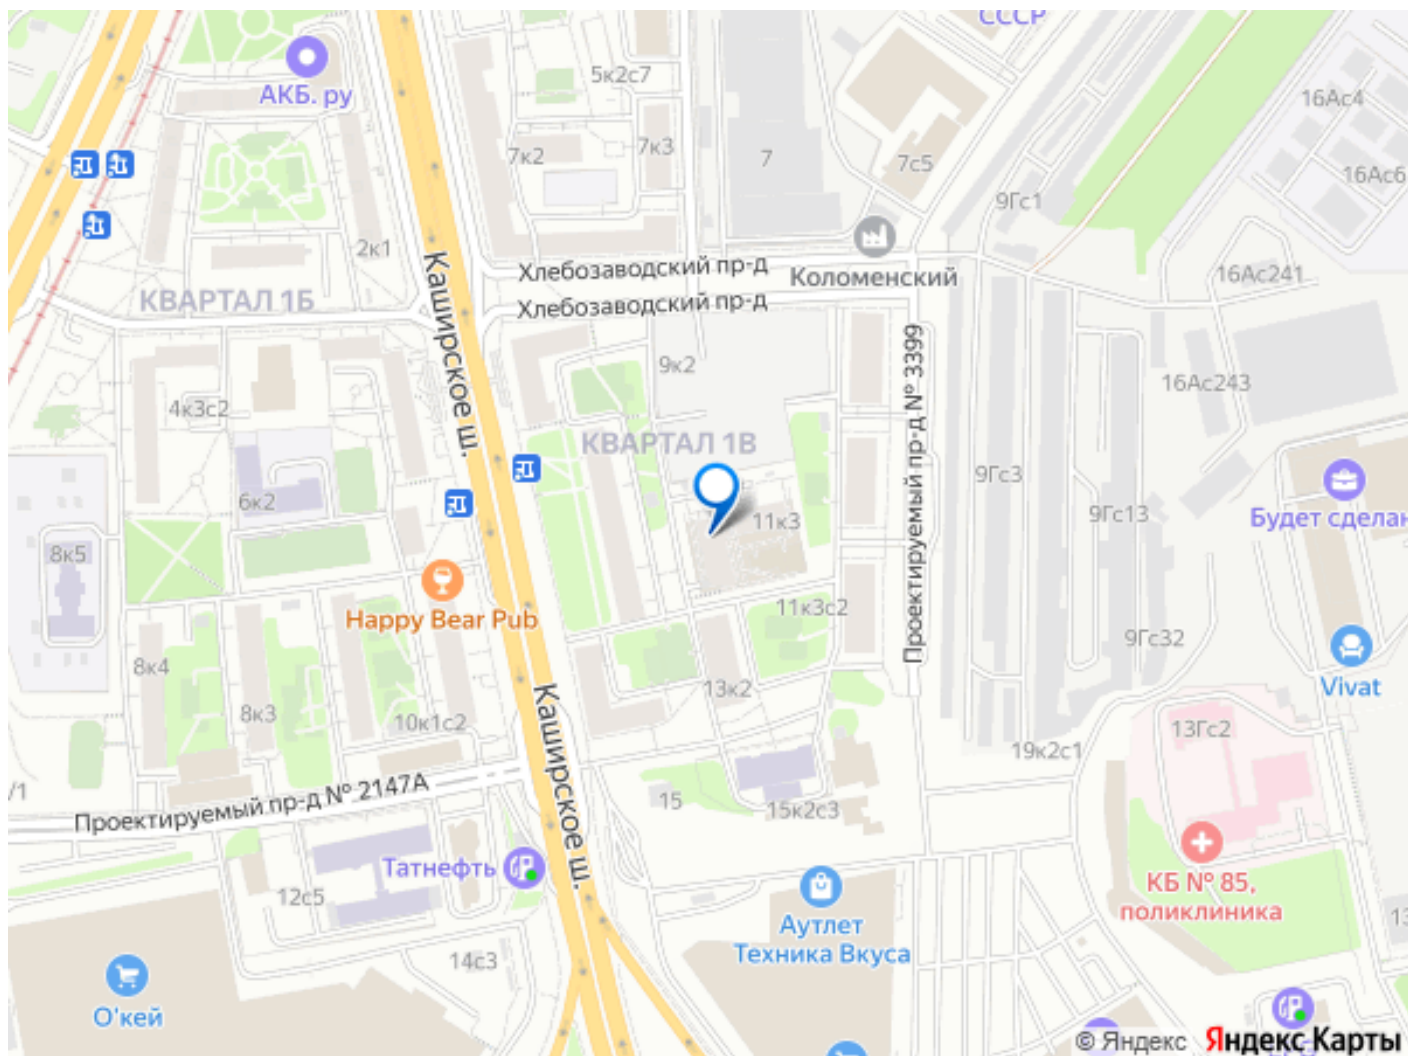 СССР
АКБ. ру
5к2с7
16Ас4
7к2
7к3
7
7с5
16Ас6
9Гс1
2к1
Хлебозаводский пр-д
Коломенский
16Ас241
КВАРТАЛ 1Б
Хлебозаводский пр-д
Каширское ш.
9к2
Проектируемый пр-д № 3399
16Ас243
4к3с2
КВАРТАЛ 1В
9Гс3
6к2
11к3
9Гс13
Будет сделан
8к5
Happy Bear Pub
11к3с2
9Гс32
8к4
13к2
Vivat
8к3
10к1с2
Каширское ш.
13Гс2
19к2с1
/1
Проектируемый пр-д № 2147А
15
15к2с3
Татнефть
КБ № 85,
поликлиника
12с5
Аутлет
Техника Вкуса
13
14с3
О'кей
© Яндекс Яндекс Карты